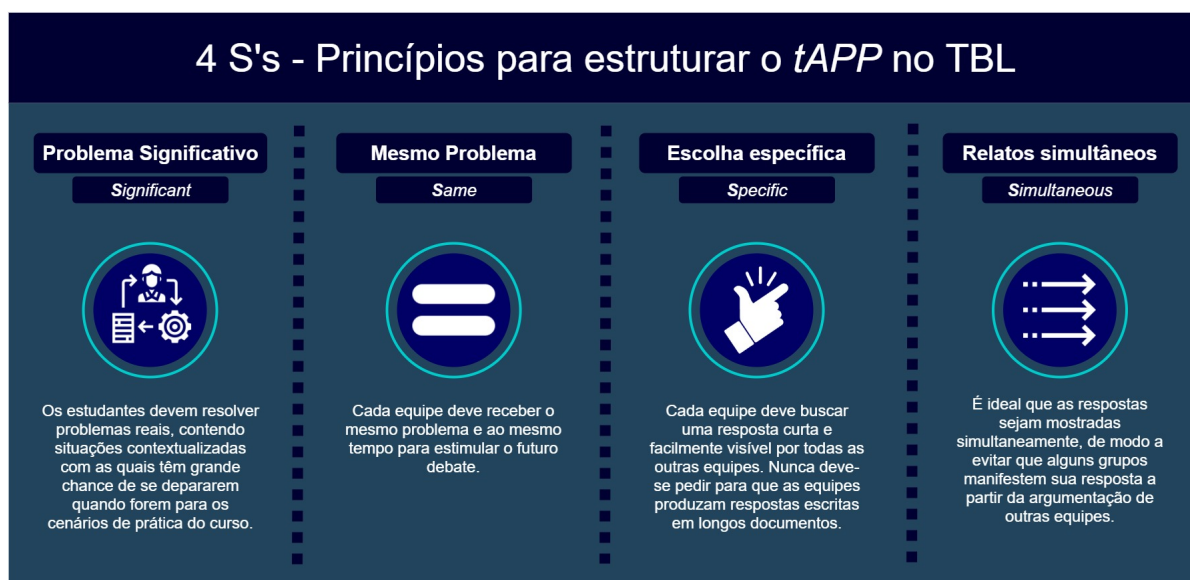 4 S's - Princípios para estruturar o tAPP no TBL
Problema Significativo
Significant
Os estudantes devem resolver
problemas reais, contendo
situações contextualizadas
com as quais têm grande
chance de se depararem
quando forem para os
cenários de prática do curso.
Mesmo Problema
Same
Cada equipe deve receber o
mesmo problema e ao mesmo
tempo para estimular o futuro
debate.
Escolha específica
Specific
Cada equipe deve buscar
uma resposta curta e
facilmente visível por todas as
outras equipes. Nunca deve-
se pedir para que as equipes
produzam respostas escritas
em longos documentos.
Relatos simultâneos
Simultaneous
É ideal que as respostas
sejam mostradas
simultaneamente, de modo a
evitar que alguns grupos
manifestem sua resposta a
partir da argumentação de
outras equipes.